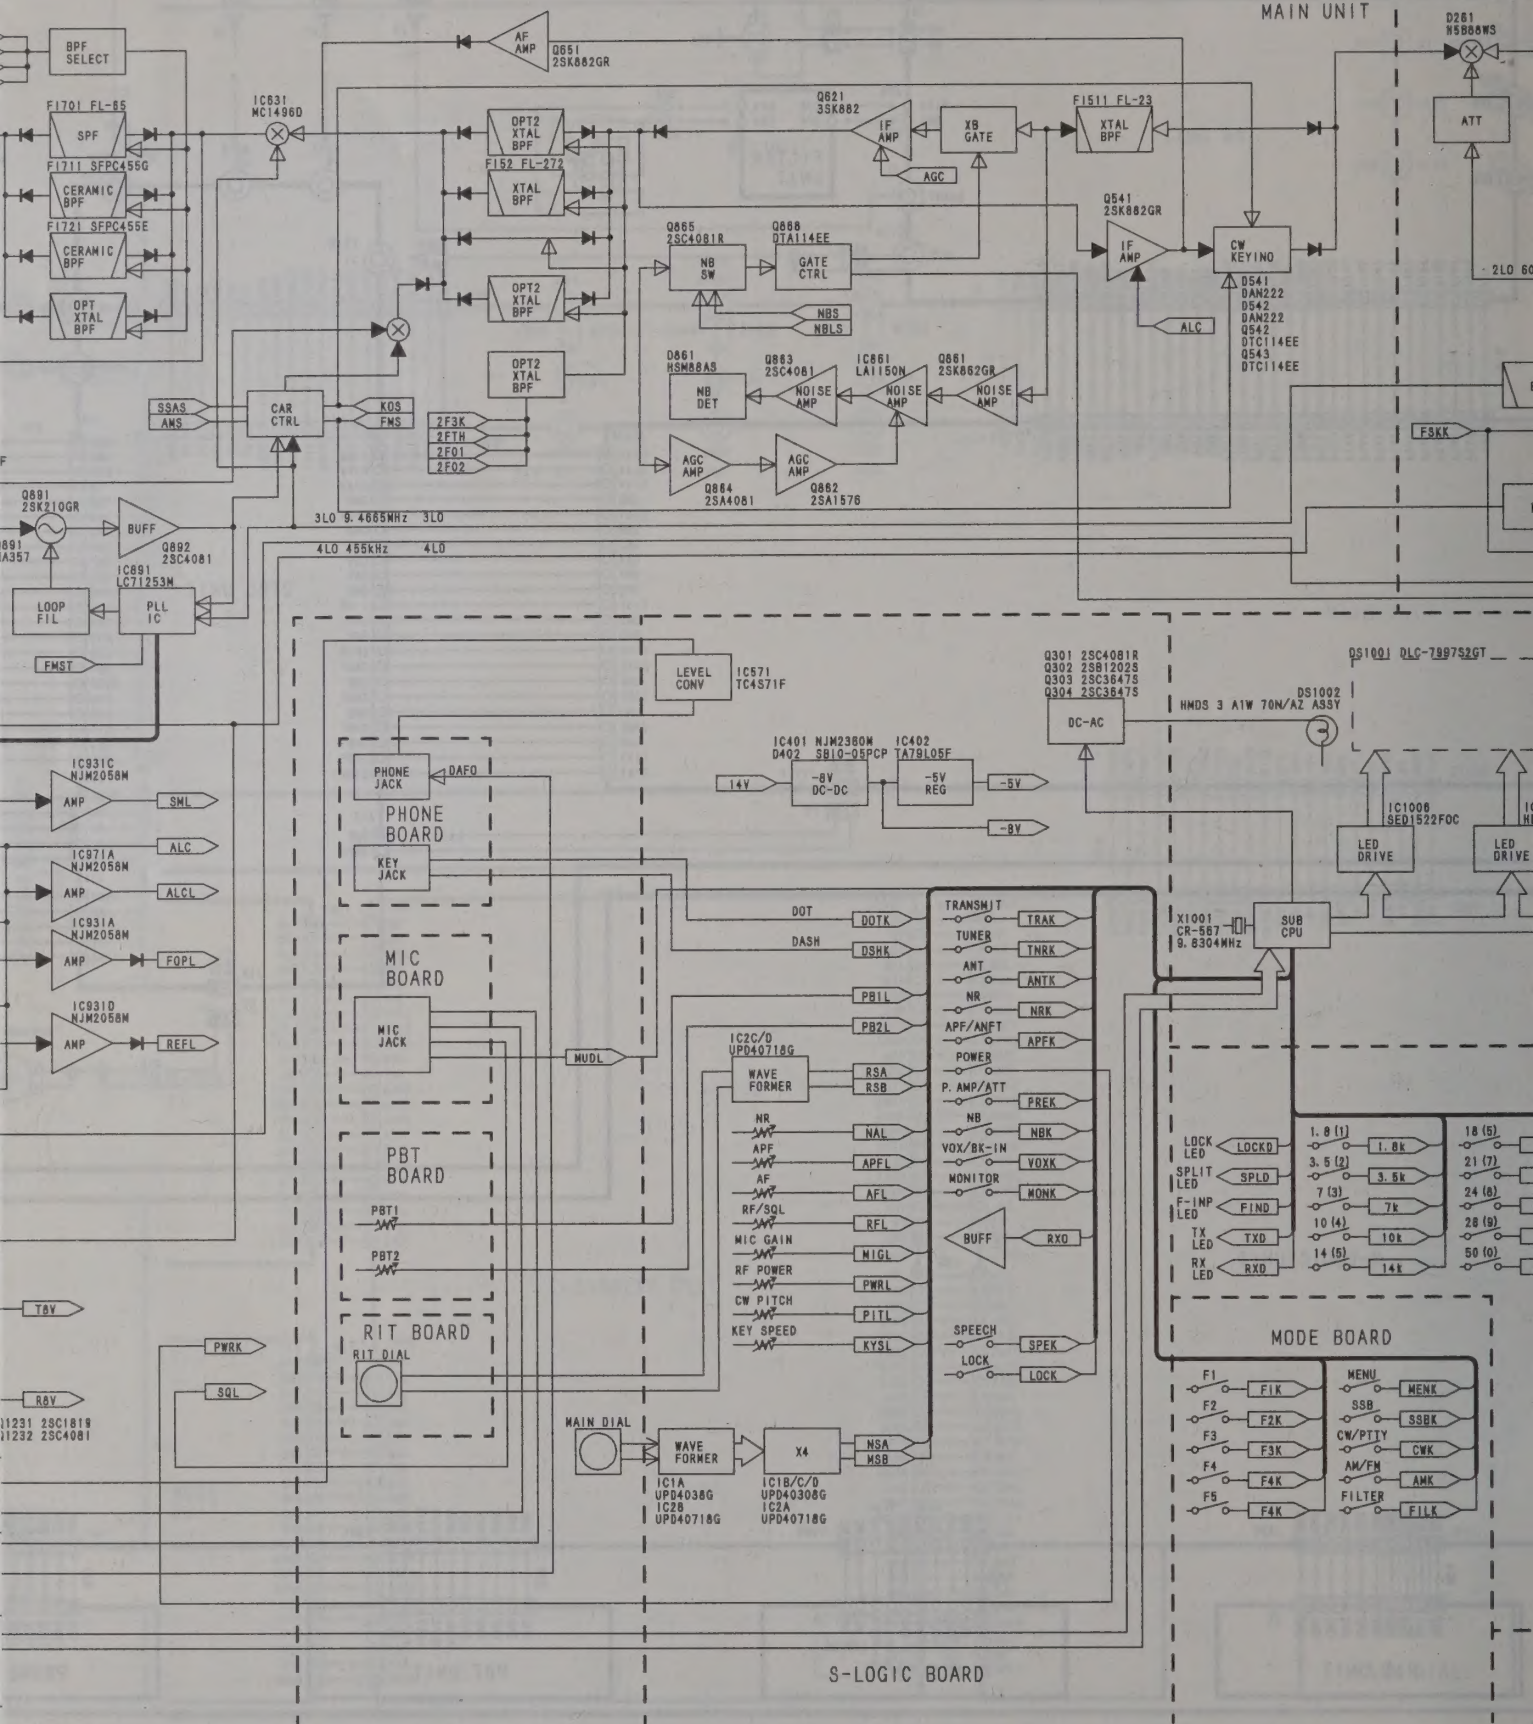 MAIN UNIT
BPF
SELECT
AF
AMP
Q651
2SK882GR
D261
ATT
FI701 FL-65
SPF
FI711 SFPC455G
CERAMIC
BPF
FI721 SFPC455E
CERAMIC
BPF
OPT
XTAL
BPF
IC631
MC1496D
OPT2
XTAL
BPF
FI52 FL-272
XTAL
BPF
OPT2
XTAL
BPF
OPT2
XTAL
BPF
2F3K
2FTH
2FO1
2FO2
Q621
3SK882
IF
AMP
AGC
XB
GATE
FI511 FL-23
XTAL
BPF
Q541
2SK882GR
IF
AMP
ALC
CW
KEYING
D541
DAN222
D542
DAN222
Q542
DTC114EE
Q543
DTC114EE
2LO 60
Q865
2SC4081R
NB
SW
Q868
DTA114EE
GATE
CTRL
NBS
NBLS
D861
HSM88AS
NB
DET
Q863
2SC4081
NOISE
AMP
IC861
LA1150N
NOISE
AMP
Q861
2SK882GR
NOISE
AMP
AGC
AMP
Q864
2SA4081
AGC
AMP
Q862
2SA1576
SSAS
AMS
CAR
CTRL
KOS
FMS
FSKK
Q891
2SK210GR
BUFF
Q892
2SC4081
3LO 9.4665MHz 3LO
4LO 455kHz 4LO
IC891
LC71253M
LOOP
FIL
PLL
IC
FMST
LEVEL
CONV
IC571
TC4S71F
Q301 2SC4081R
Q302 2SB1202S
Q303 2SC3647S
Q304 2SC3647S
DC-AC
DS1001 DLC-7997S2GT
DS1002
HMDS 3 A1W 70N/AZ ASSY
IC401 NJM2360M
D402 SB10-05PCP
14V
-8V
DC-DC
IC402
TA79L05F
-5V
REG
-5V
-8V
IC1006
SED1522FOC
LED
DRIVE
LED
DRIVE
IC931C
NJM2058M
AMP
SML
ALC
IC971A
NJM2058M
AMP
ALCL
IC931A
NJM2058M
AMP
FOPL
IC931D
NJM2058M
AMP
REFL
PHONE
JACK
DAFO
PHONE
BOARD
KEY
JACK
MIC
BOARD
MIC
JACK
MUDL
PBT
BOARD
PBT1
PBT2
RIT BOARD
RIT DIAL
DOT
DOTK
DASH
DSHK
PB1L
PB2L
IC2C/D
UPD4071BG
WAVE
FORMER
RSA
RSB
NR
NAL
APF
APFL
AF
AFL
RF/SQL
RFL
MIC GAIN
MIGL
RF POWER
PWRL
CW PITCH
PITL
KEY SPEED
KYSL
TRANSMIT
TRAK
TUNER
TNRK
ANT
ANTK
NR
NRK
APF/ANFT
APFK
POWER
P. AMP/ATT
PREK
NB
NBK
VOX/BK-IN
VOXK
MONITOR
MONK
BUFF
RXD
SPEECH
SPEK
LOCK
LOCK
X1001
CR-567
9.8304MHz
SUB
CPU
LOCK
LED
LOCKD
SPLIT
LED
SPLD
F-INP
LED
FIND
TX
LED
TXD
RX
LED
RXD
1.8(1)
1.8k
3.5(2)
3.5k
7(3)
7k
10(4)
10k
14(5)
14k
18(5)
21(7)
24(8)
28(9)
50(0)
T8V
R8V
Q1231 2SC1819
Q1232 2SC4081
PWRK
SQL
MAIN DIAL
WAVE
FORMER
IC1A
UPD4038G
IC2B
UPD4071BG
X4
IC1B/C/D
UPD4030BG
IC2A
UPD4071BG
MSA
MSB
MODE BOARD
F1
F1K
F2
F2K
F3
F3K
F4
F4K
F5
F4K
MENU
MENK
SSB
SSBK
CW/PTTY
CWK
AM/FM
AMK
FILTER
FILK
S-LOGIC BOARD